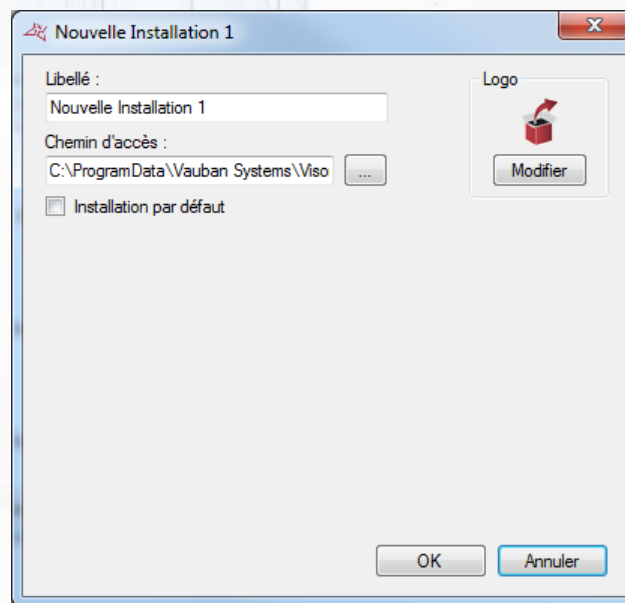 Nouvelle Installation 1
Libellé :
Logo
Nouvelle Installation 1
Chemin d'accès :
C:\ProgramData\Vauban Systems\Viso
...
Modifier
Installation par défaut
OK
Annuler